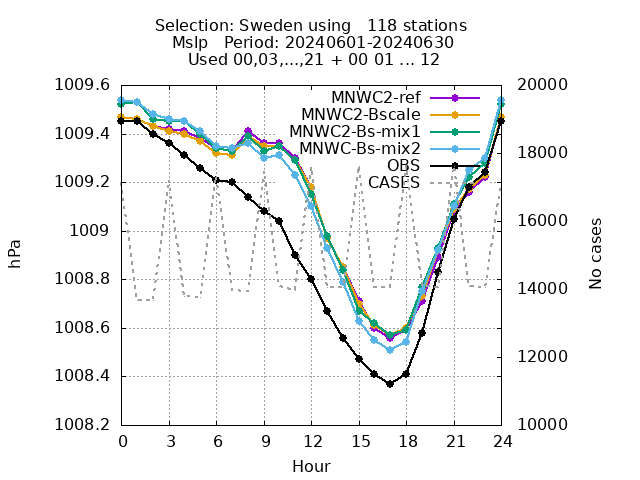 Selection: Sweden using   118 stations
Mslp   Period: 20240601-20240630
Used 00,03,...,21 + 00 01 ... 12
1009.6
1009.4
1009.2
1009
1008.8
1008.6
1008.4
1008.2
hPa
MNWC2-ref
MNWC2-Bscale
MNWC2-Bs-mix1
MNWC-Bs-mix2
OBS
CASES
20000
18000
16000
14000
12000
10000
No cases
0 3 6 9 12 15 18 21 24
Hour